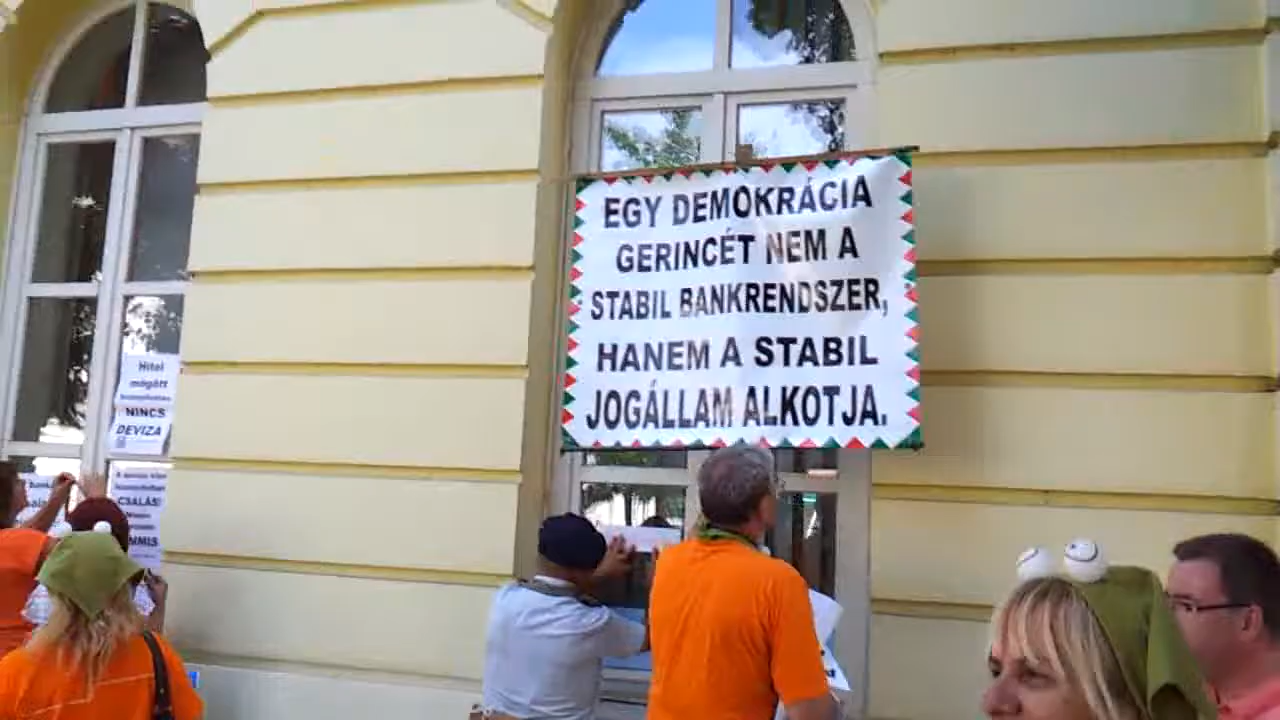 EGY DEMOKRÁCIA
GERINCÉT NEM A
STABIL BANKRENDSZER,
HANEM A STABIL
JOGÁLLAM ALKOTJA.
Hitel
mögött
NINCS
DEVIZA
CSALÁS!